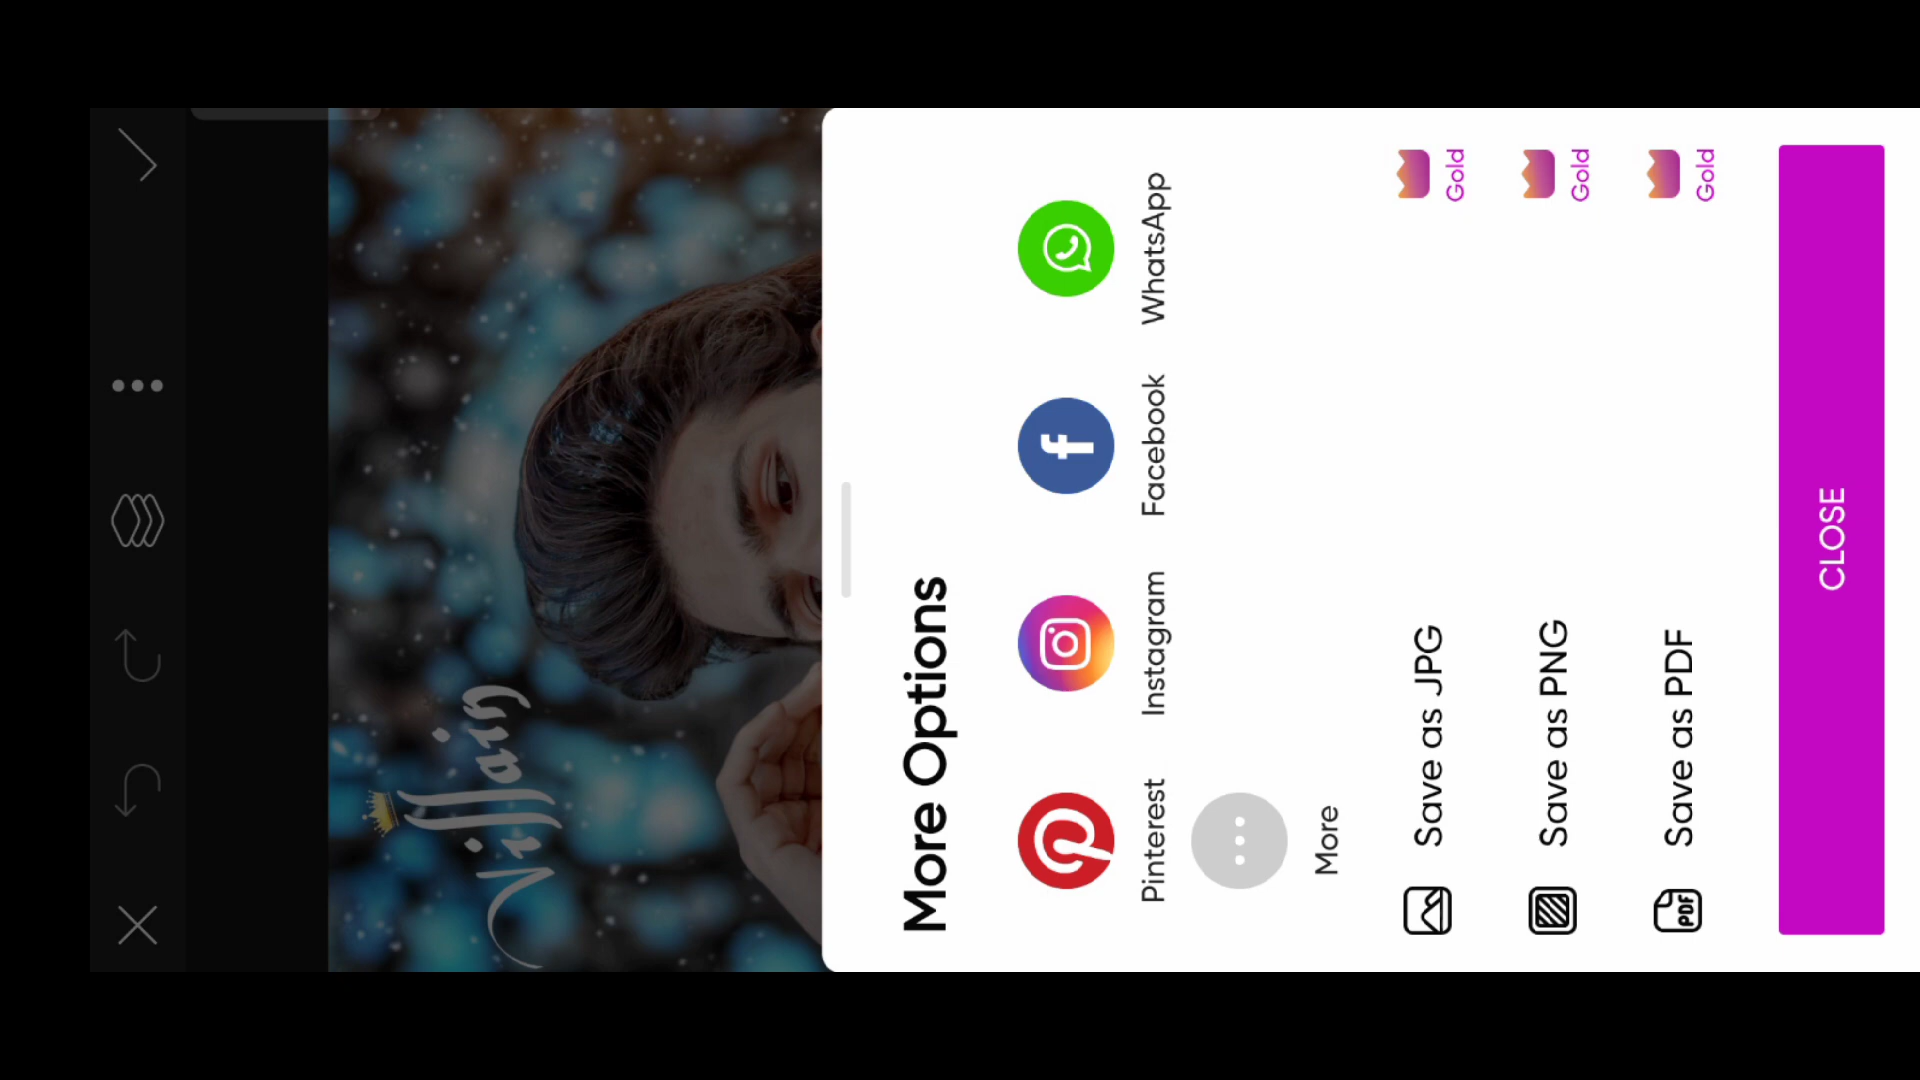 Villain
More Options
Pinterest Instagram Facebook WhatsApp
More
Save as JPG Gold
Save as PNG Gold
PDF Save as PDF Gold
CLOSE